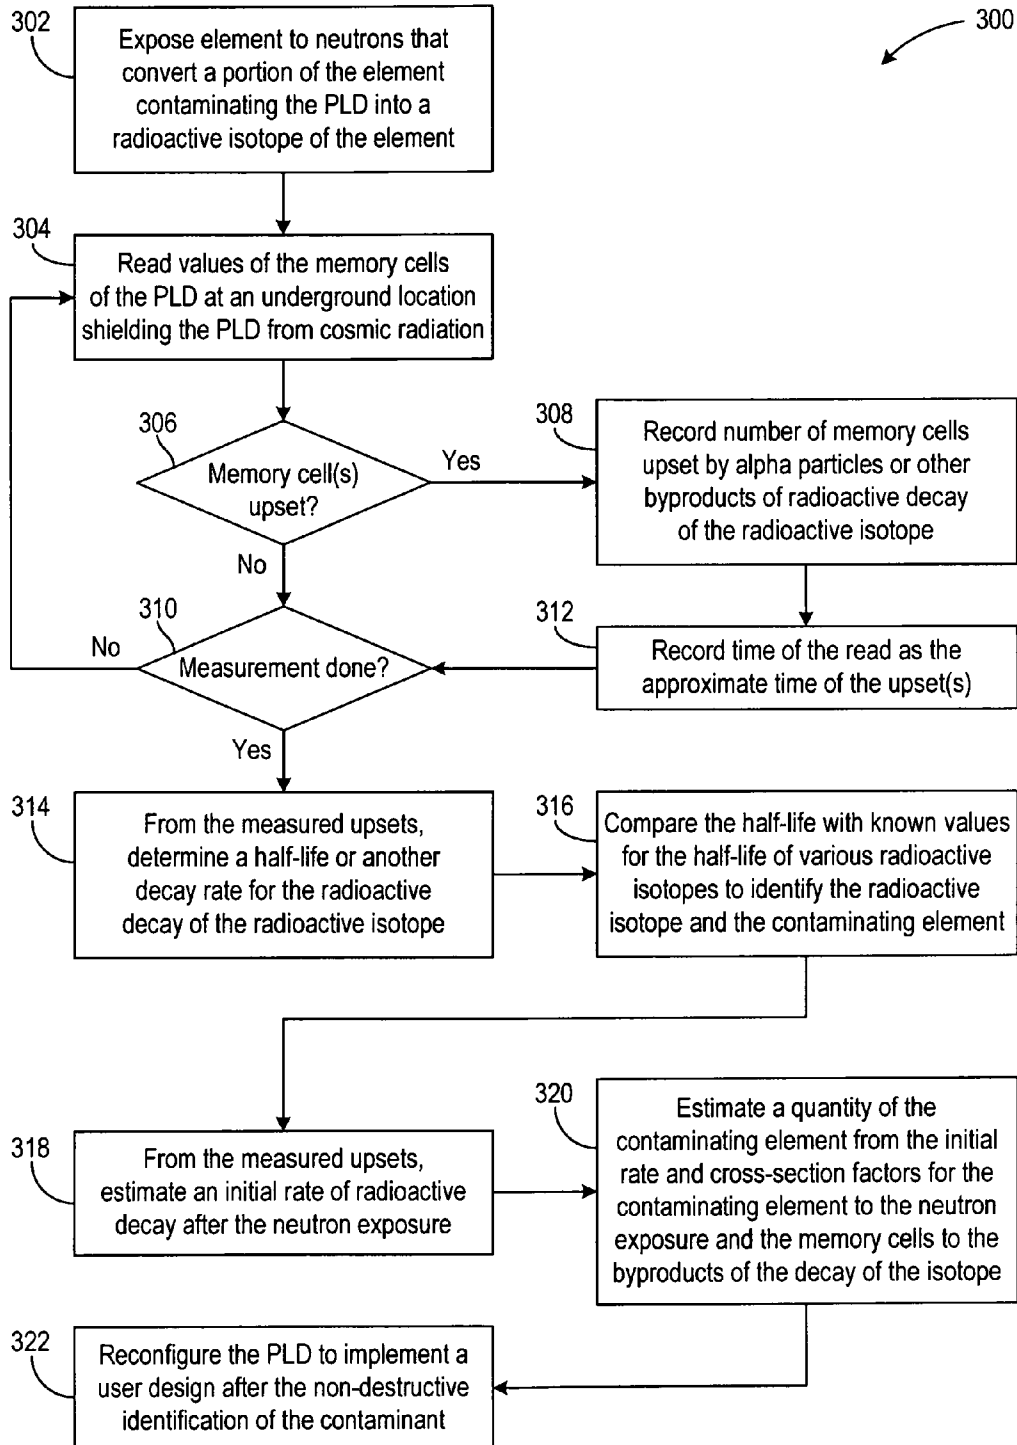 300
302
Expose element to neutrons that
convert a portion of the element
contaminating the PLD into a
radioactive isotope of the element
304
Read values of the memory cells
of the PLD at an underground location
shielding the PLD from cosmic radiation
306
Memory cell(s)
upset?
Yes
No
308
Record number of memory cells
upset by alpha particles or other
byproducts of radioactive decay
of the radioactive isotope
310
Measurement done?
No
Yes
312
Record time of the read as the
approximate time of the upset(s)
314
From the measured upsets,
determine a half-life or another
decay rate for the radioactive
decay of the radioactive isotope
316
Compare the half-life with known values
for the half-life of various radioactive
isotopes to identify the radioactive
isotope and the contaminating element
318
From the measured upsets,
estimate an initial rate of radioactive
decay after the neutron exposure
320
Estimate a quantity of the
contaminating element from the initial
rate and cross-section factors for the
contaminating element to the neutron
exposure and the memory cells to the
byproducts of the decay of the isotope
322
Reconfigure the PLD to implement a
user design after the non-destructive
identification of the contaminant